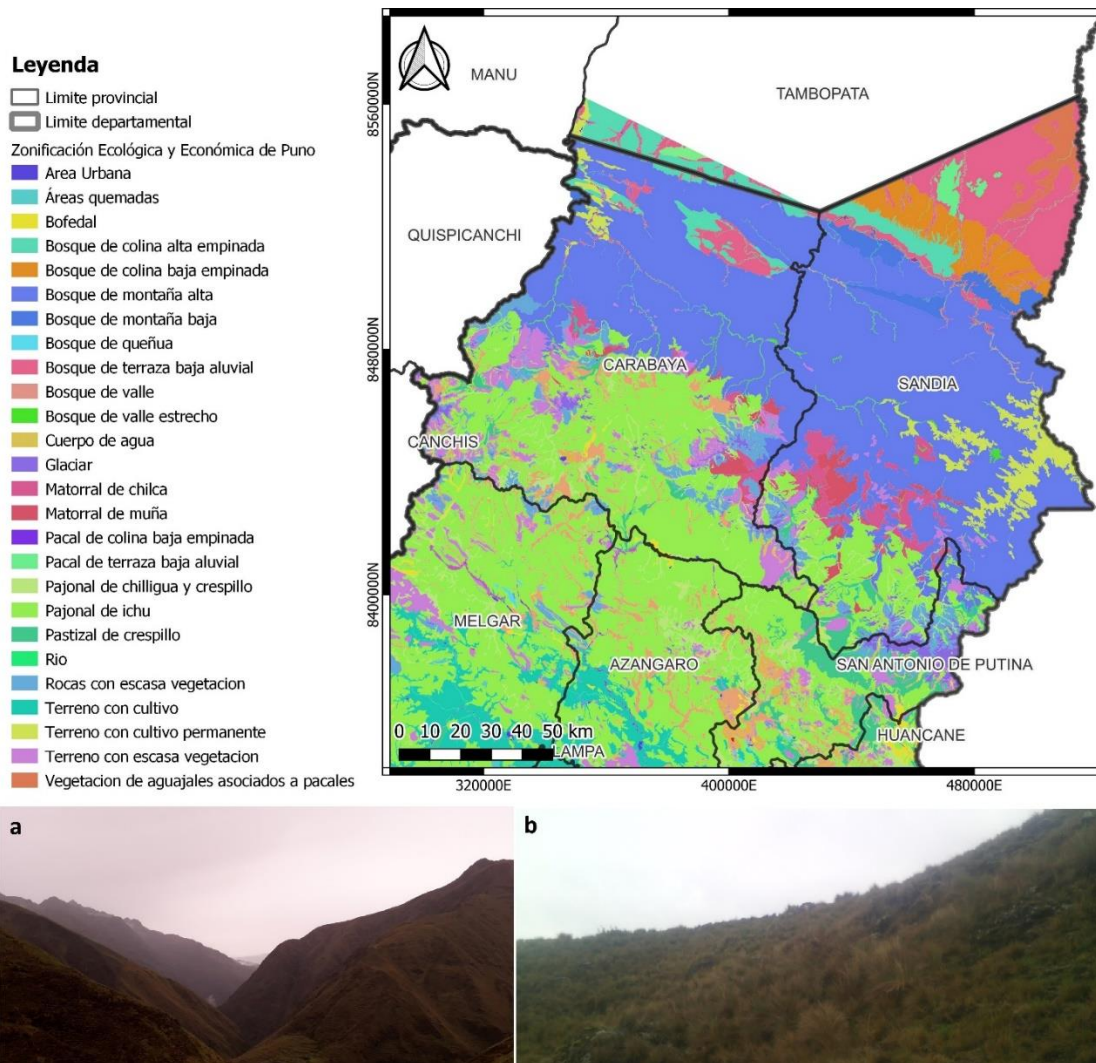 Leyenda
Limite provincial
Limite departamental
Zonificación Ecológica y Económica de Puno
Area Urbana
Áreas quemadas
Bofedal
Bosque de colina alta empinada
Bosque de colina baja empinada
Bosque de montaña alta
Bosque de montaña baja
Bosque de queñua
Bosque de terraza baja aluvial
Bosque de valle
Bosque de valle estrecho
Cuerpo de agua
Glaciar
Matorral de chilca
Matorral de muña
Pacal de colina baja empinada
Pacal de terraza baja aluvial
Pajonal de chilligua y crespillo
Pajonal de ichu
Pastizal de crespillo
Rio
Rocas con escasa vegetacion
Terreno con cultivo
Terreno con cultivo permanente
Terreno con escasa vegetacion
Vegetacion de aguajales asociados a pacales
8560000N
8480000N
8400000N
MANU
TAMBOPATA
QUISPICANCHI
CARABAYA
SANDIA
CANCHIS
MELGAR
AZANGARO
SAN ANTONIO DE PUTINA
HUANCANE
LAMPA
0 10 20 30 40 50 km
320000E
400000E
480000E
a
b